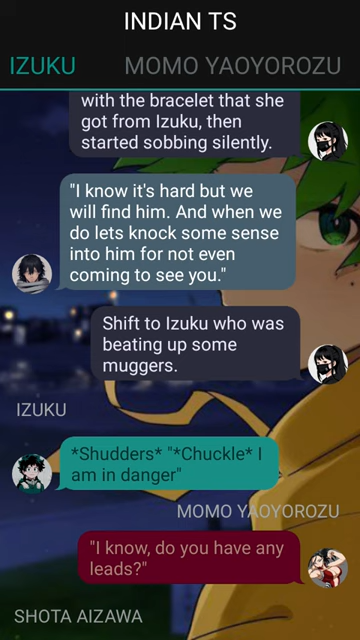 INDIAN TS
IZUKU MOMO YAOYOROZU
with the bracelet that she
got from Izuku, then
started sobbing silently.
"I know it's hard but we
will find him. And when we
do lets knock some sense
into him for not even
coming to see you."
Shift to Izuku who was
beating up some
muggers.
IZUKU
*Shudders* "*Chuckle* I
am in danger"
MOMO YAOYOROZU
"I know, do you have any
leads?"
SHOTA AIZAWA